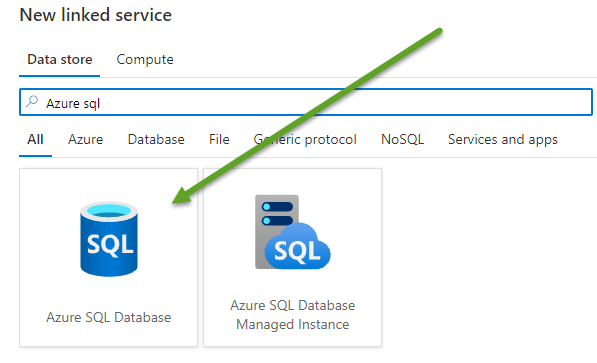 New linked service
Data store Compute
Azure sql
All Azure Database File Generic protocol NoSQL Services and apps
SQL SQL
Azure SQL Database
Azure SQL Database
Managed Instance